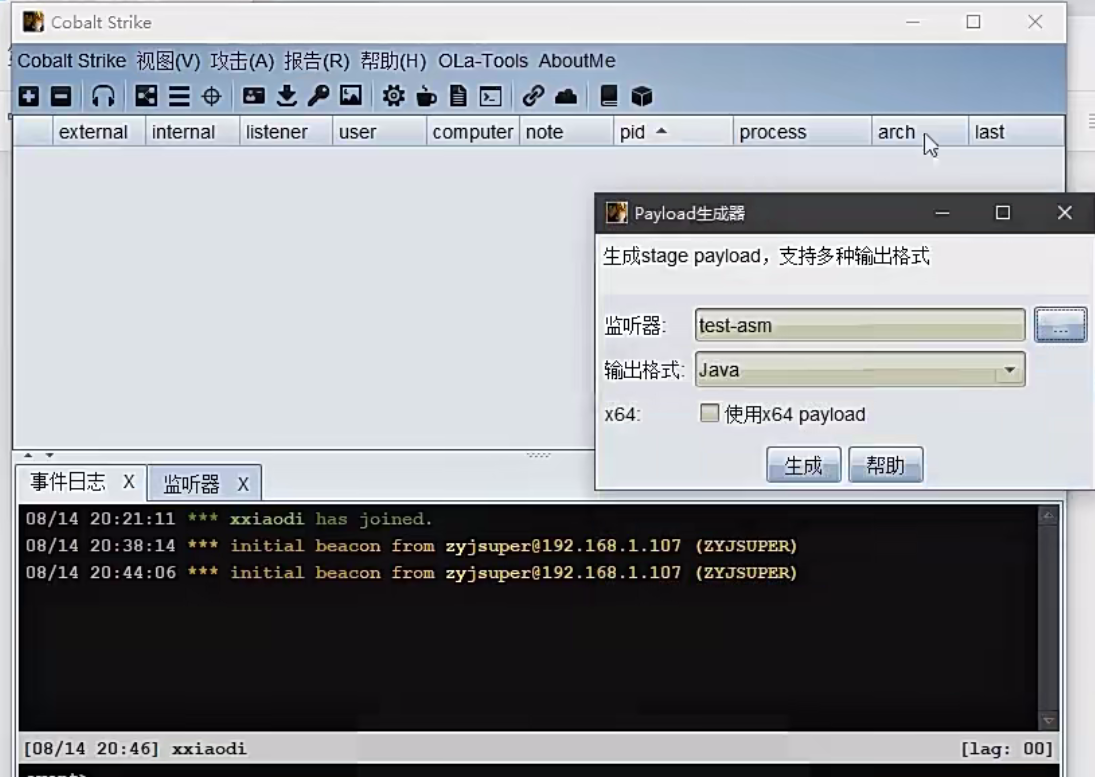 Cobalt Strike
Cobalt Strike 视图(V) 攻击(A) 报告(R) 帮助(H) OLa-Tools AboutMe
external internal listener user computer note pid process arch last
Payload生成器
生成stage payload，支持多种输出格式
监听器: test-asm ...
输出格式: Java
x64: 使用x64 payload
生成 帮助
事件日志 X 监听器 X
08/14 20:21:11 *** xxiaodi has joined.
08/14 20:38:14 *** initial beacon from zyjsuper@192.168.1.107 (ZYJSUPER)
08/14 20:44:06 *** initial beacon from zyjsuper@192.168.1.107 (ZYJSUPER)
[08/14 20:46] xxiaodi [lag: 00]